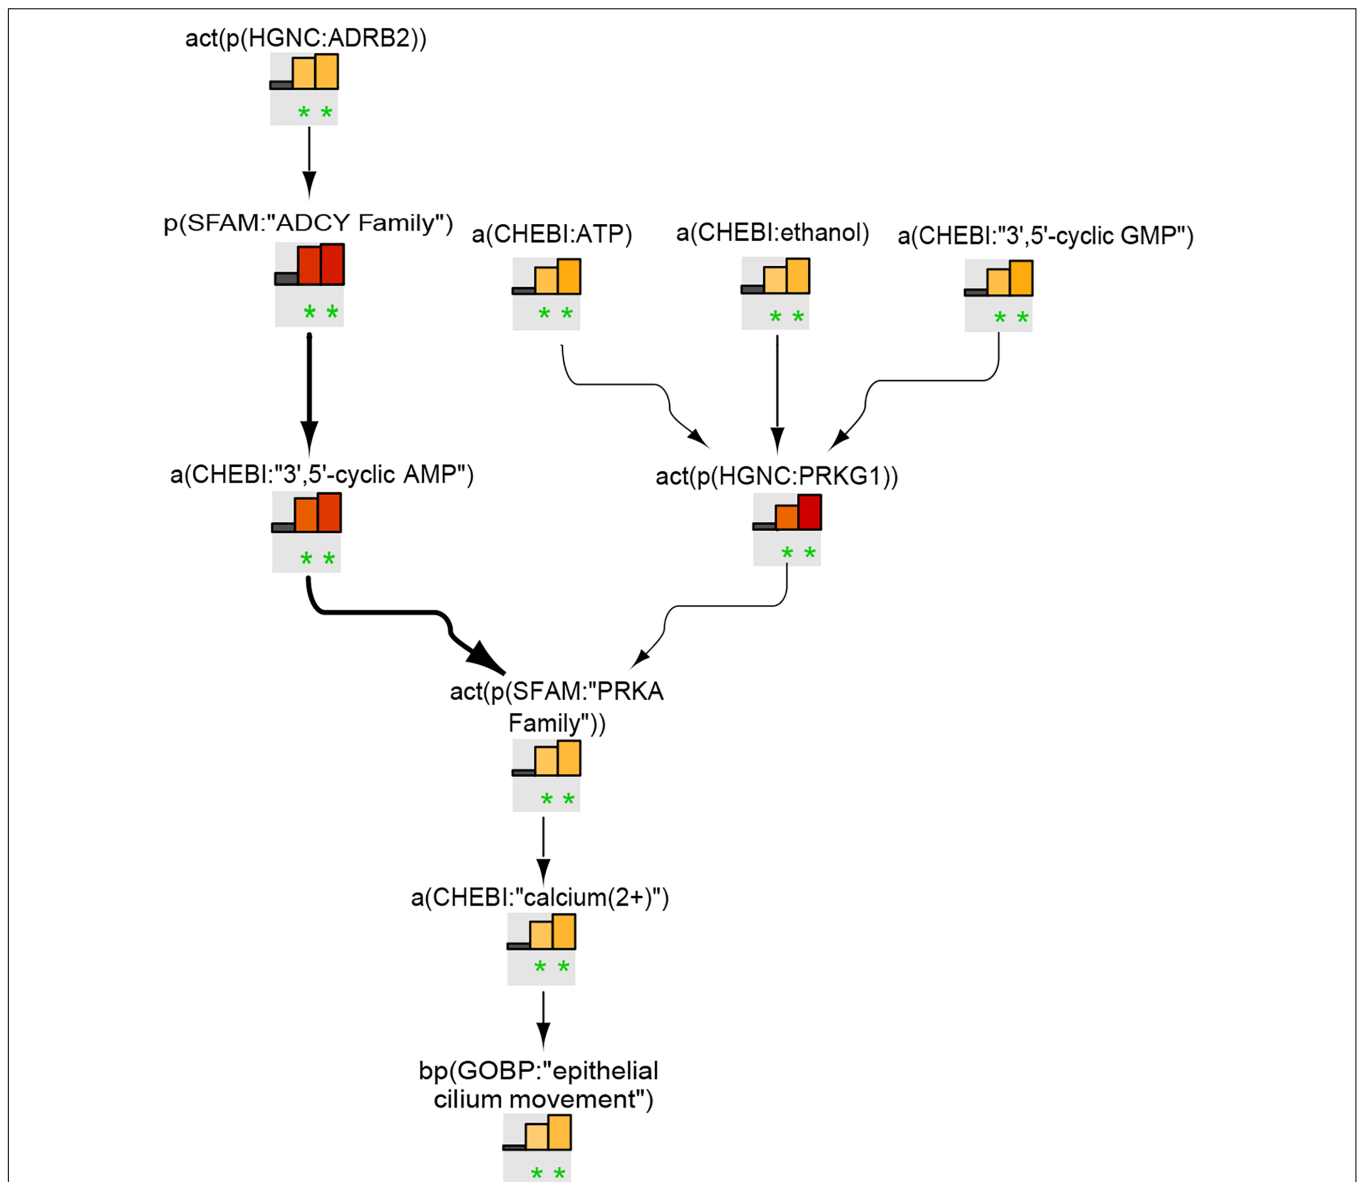 act(p(HGNC:ADRB2))
* *
p(SFAM:"ADCY Family")
a(CHEBI:ATP)
a(CHEBI:ethanol)
a(CHEBI:"3',5'-cyclic GMP")
* *
* *
* *
* *
a(CHEBI:"3',5'-cyclic AMP")
act(p(HGNC:PRKG1))
* *
* *
act(p(SFAM:"PRKA
Family"))
* *
a(CHEBI:"calcium(2+)")
* *
bp(GOBP:"epithelial
cilium movement")
* *